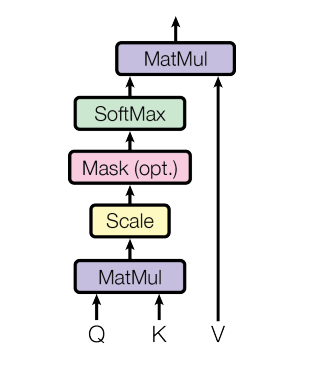 MatMul
SoftMax
Mask (opt.)
Scale
MatMul
Q K V